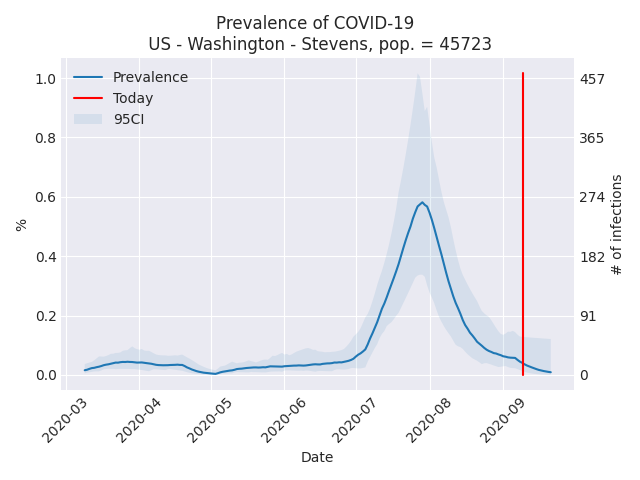 Prevalence of COVID-19
US - Washington - Stevens, pop. = 45723
Prevalence
Today
95CI
1.0
0.8
0.6
0.4
0.2
0.0
%
457
365
274
182
91
0
# of infections
2020-03
2020-04
2020-05
2020-06
2020-07
2020-08
2020-09
Date